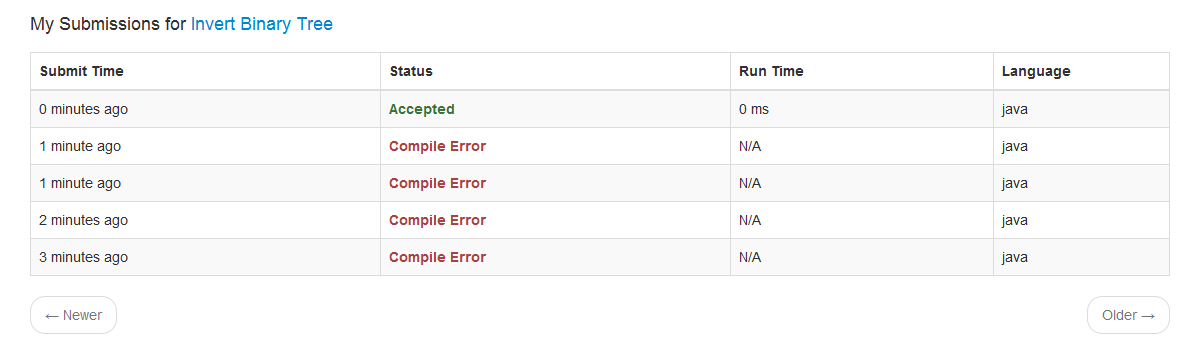 My Submissions for Invert Binary Tree
Submit Time Status Run Time Language
0 minutes ago Accepted 0 ms java
1 minute ago Compile Error N/A java
1 minute ago Compile Error N/A java
2 minutes ago Compile Error N/A java
3 minutes ago Compile Error N/A java
← Newer Older →